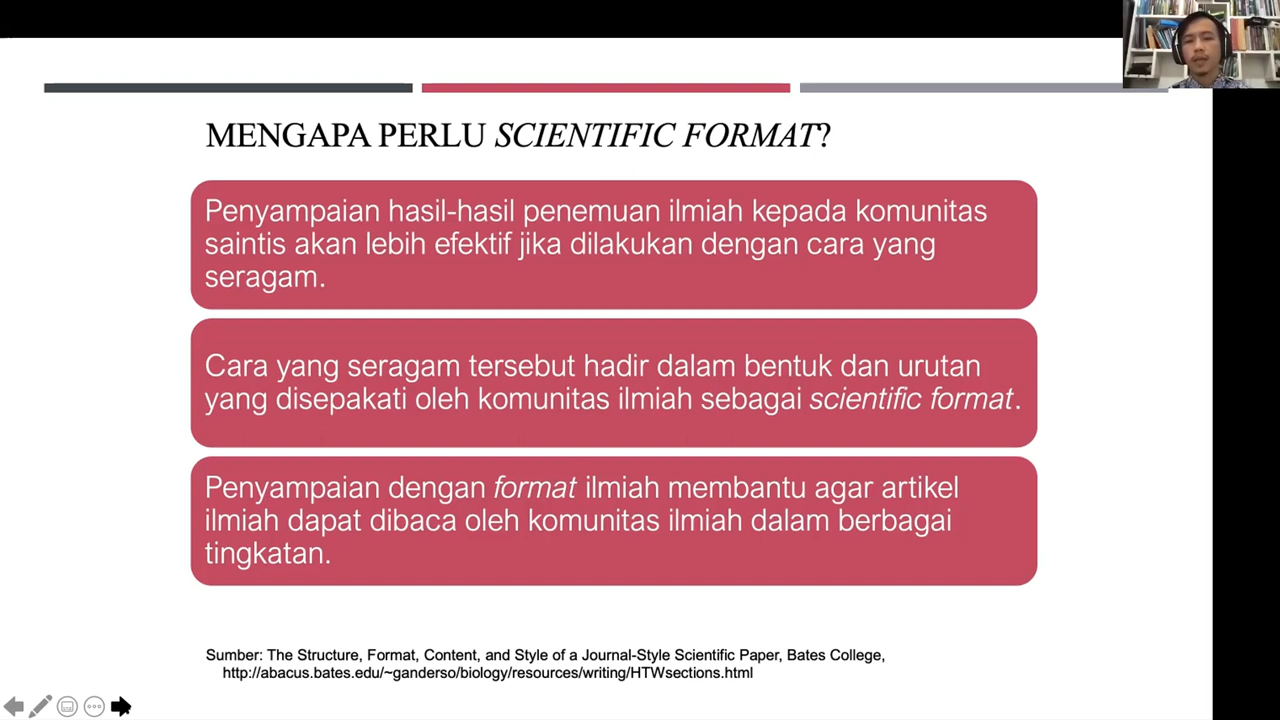 MENGAPA PERLU SCIENTIFIC FORMAT?
Penyampaian hasil-hasil penemuan ilmiah kepada komunitas
saintis akan lebih efektif jika dilakukan dengan cara yang
seragam.
Cara yang seragam tersebut hadir dalam bentuk dan urutan
yang disepakati oleh komunitas ilmiah sebagai scientific format.
Penyampaian dengan format ilmiah membantu agar artikel
ilmiah dapat dibaca oleh komunitas ilmiah dalam berbagai
tingkatan.
Sumber: The Structure, Format, Content, and Style of a Journal-Style Scientific Paper, Bates College,
http://abacus.bates.edu/~ganderso/biology/resources/writing/HTWsections.html